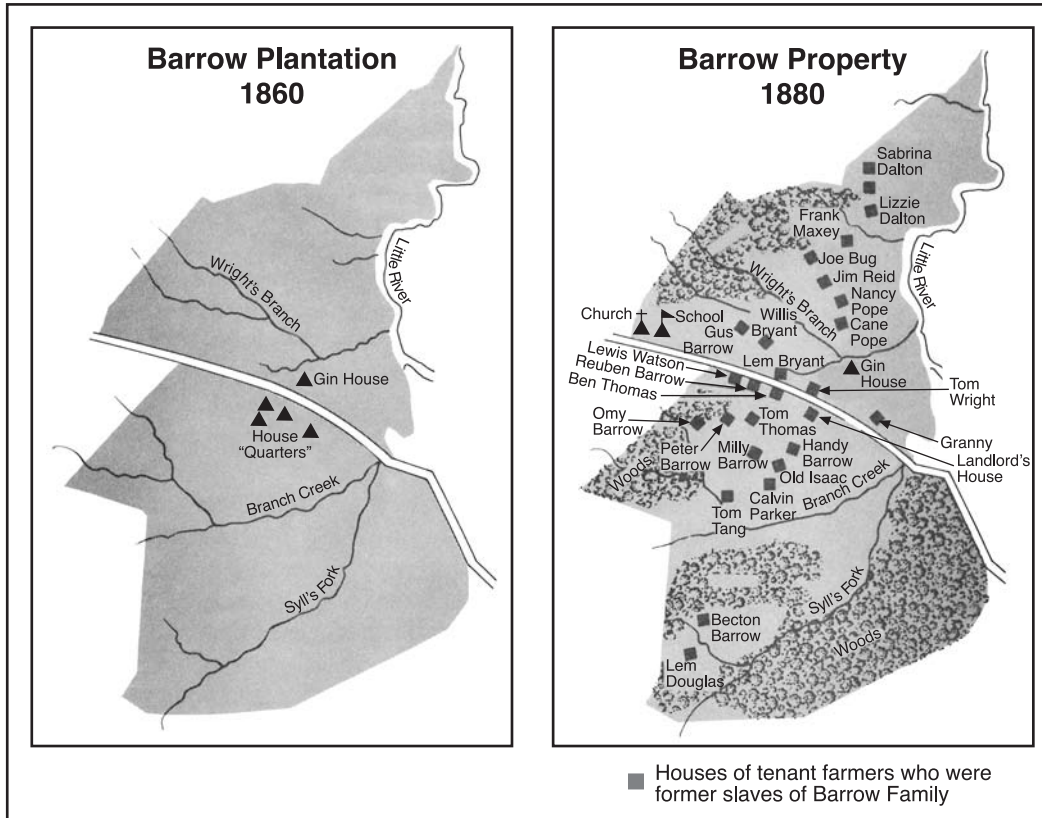 Barrow Plantation
1860
Wright's Branch
Little River
Gin House
House
"Quarters"
Branch Creek
Syll's Fork
Barrow Property
1880
Sabrina
Dalton
Lizzie
Dalton
Frank
Maxey
Joe Bug
Jim Reid
Nancy
Pope
Cane
Pope
Little River
Wright's Branch
Church
School
Willis
Bryant
Gus
Barrow
Lem Bryant
Gin
House
Lewis Watson
Reuben Barrow
Ben Thomas
Tom
Wright
Omy
Barrow
Peter
Barrow
Tom
Thomas
Milly
Barrow
Handy
Barrow
Old Isaac
Granny
Landlord's
House
Woods
Calvin
Parker
Tom
Tang
Branch Creek
Syll's Fork
Becton
Barrow
Lem
Douglas
Woods
Houses of tenant farmers who were
former slaves of Barrow Family